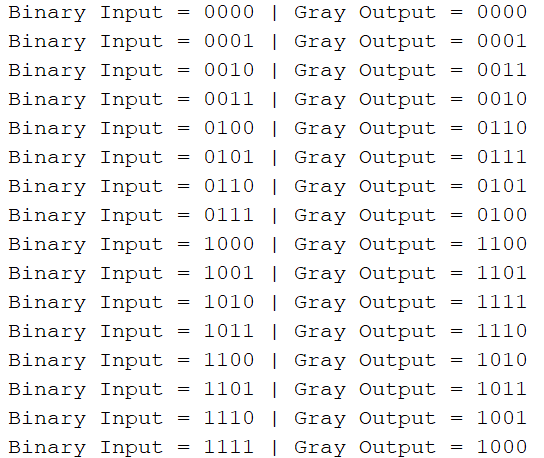 Binary Input = 0000 | Gray Output = 0000
Binary Input = 0001 | Gray Output = 0001
Binary Input = 0010 | Gray Output = 0011
Binary Input = 0011 | Gray Output = 0010
Binary Input = 0100 | Gray Output = 0110
Binary Input = 0101 | Gray Output = 0111
Binary Input = 0110 | Gray Output = 0101
Binary Input = 0111 | Gray Output = 0100
Binary Input = 1000 | Gray Output = 1100
Binary Input = 1001 | Gray Output = 1101
Binary Input = 1010 | Gray Output = 1111
Binary Input = 1011 | Gray Output = 1110
Binary Input = 1100 | Gray Output = 1010
Binary Input = 1101 | Gray Output = 1011
Binary Input = 1110 | Gray Output = 1001
Binary Input = 1111 | Gray Output = 1000